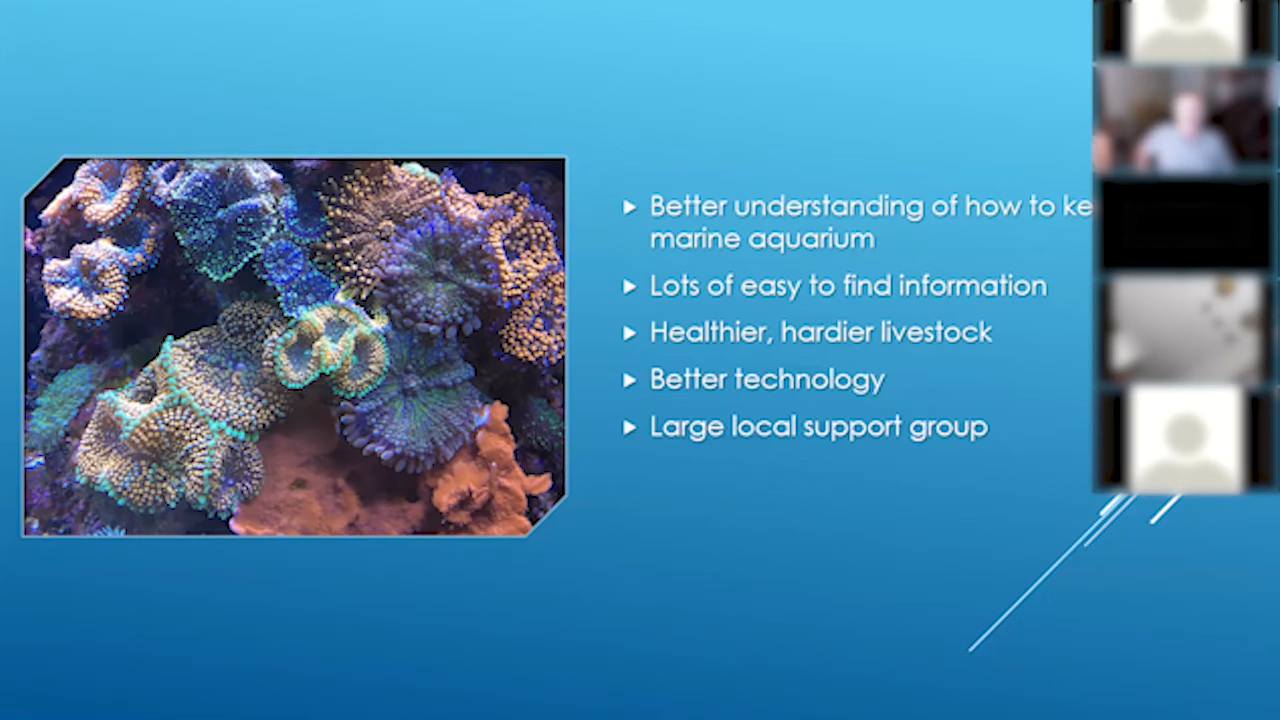 Better understanding of how to ke
marine aquarium
Lots of easy to find information
Healthier, hardier livestock
Better technology
Large local support group